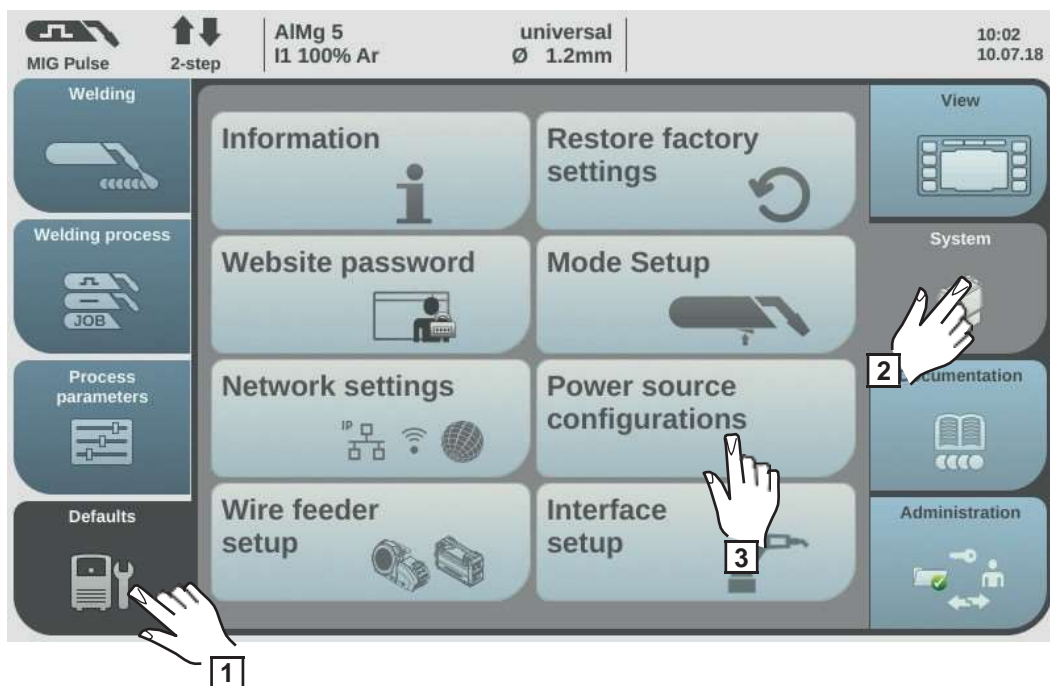 MIG Pulse
2-step
AlMg 5
I1 100% Ar
universal
Ø 1.2mm
10:02
10.07.18
Welding
Welding process
JOB
Process
parameters
Defaults
Information
Restore factory
settings
Website password
Mode Setup
Network settings
IP
Power source
configurations
Wire feeder
setup
Interface
setup
View
System
Administration
1
2
3